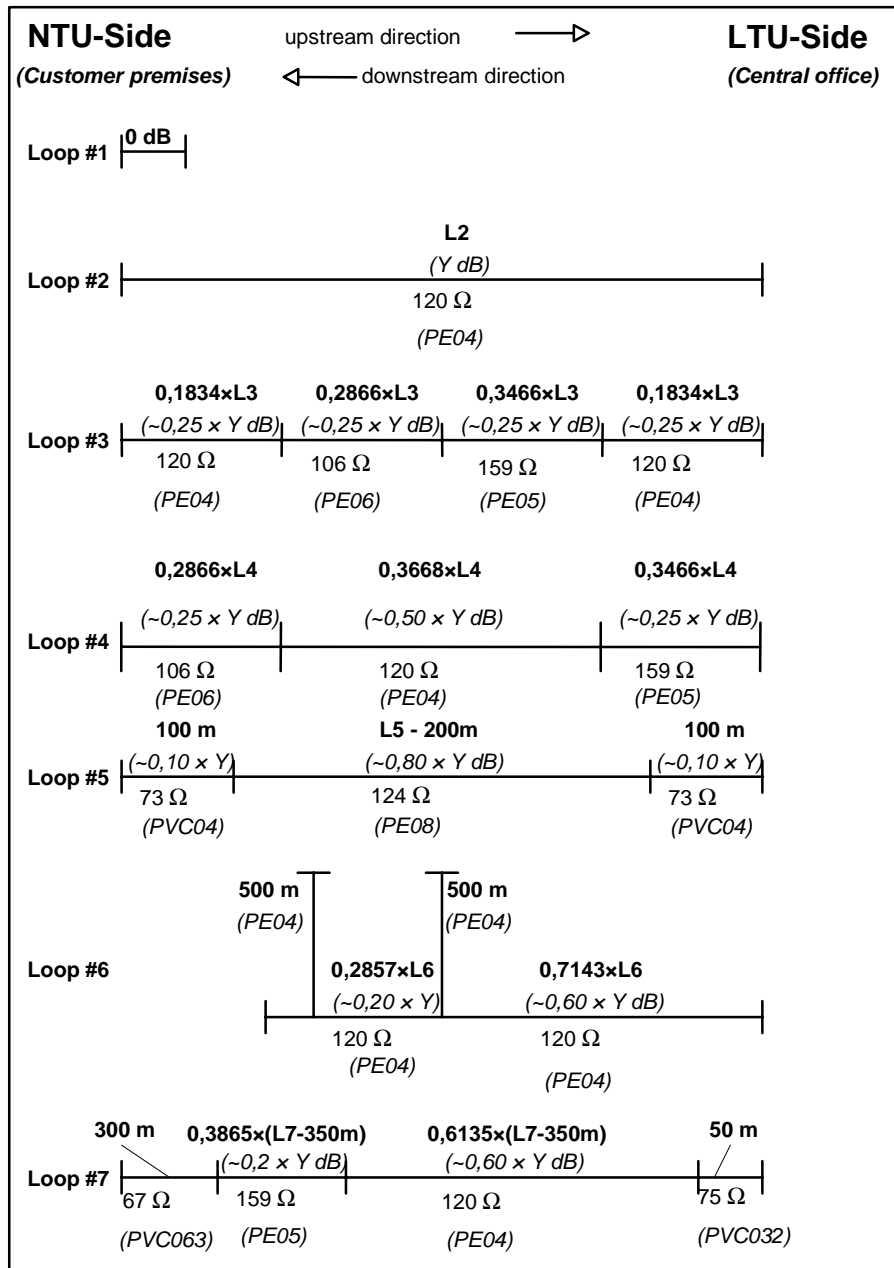 NTU-Side upstream direction LTU-Side
(Customer premises) downstream direction (Central office)
0 dB
Loop #1
L2
(Y dB)
Loop #2
120 Ω
(PE04)
0,1834×L3 0,2866×L3 0,3466×L3 0,1834×L3
(~0,25 × Y dB) (~0,25 × Y dB) (~0,25 × Y dB) (~0,25 × Y dB)
Loop #3
120 Ω 106 Ω 159 Ω 120 Ω
(PE04) (PE06) (PE05) (PE04)
0,2866×L4 0,3668×L4 0,3466×L4
(~0,25 × Y dB) (~0,50 × Y dB) (~0,25 × Y dB)
Loop #4
106 Ω 120 Ω 159 Ω
(PE06) (PE04) (PE05)
100 m L5 - 200m 100 m
(~0,10 × Y) (~0,80 × Y dB) (~0,10 × Y)
Loop #5
73 Ω 124 Ω 73 Ω
(PVC04) (PE08) (PVC04)
500 m 500 m
(PE04) (PE04)
Loop #6 0,2857×L6 0,7143×L6
(~0,20 × Y) (~0,60 × Y dB)
120 Ω 120 Ω
(PE04) (PE04)
300 m 0,3865×(L7-350m) 0,6135×(L7-350m) 50 m
(~0,2 × Y dB) (~0,60 × Y dB)
Loop #7
67 Ω 159 Ω 120 Ω 75 Ω
(PVC063) (PE05) (PE04) (PVC032)